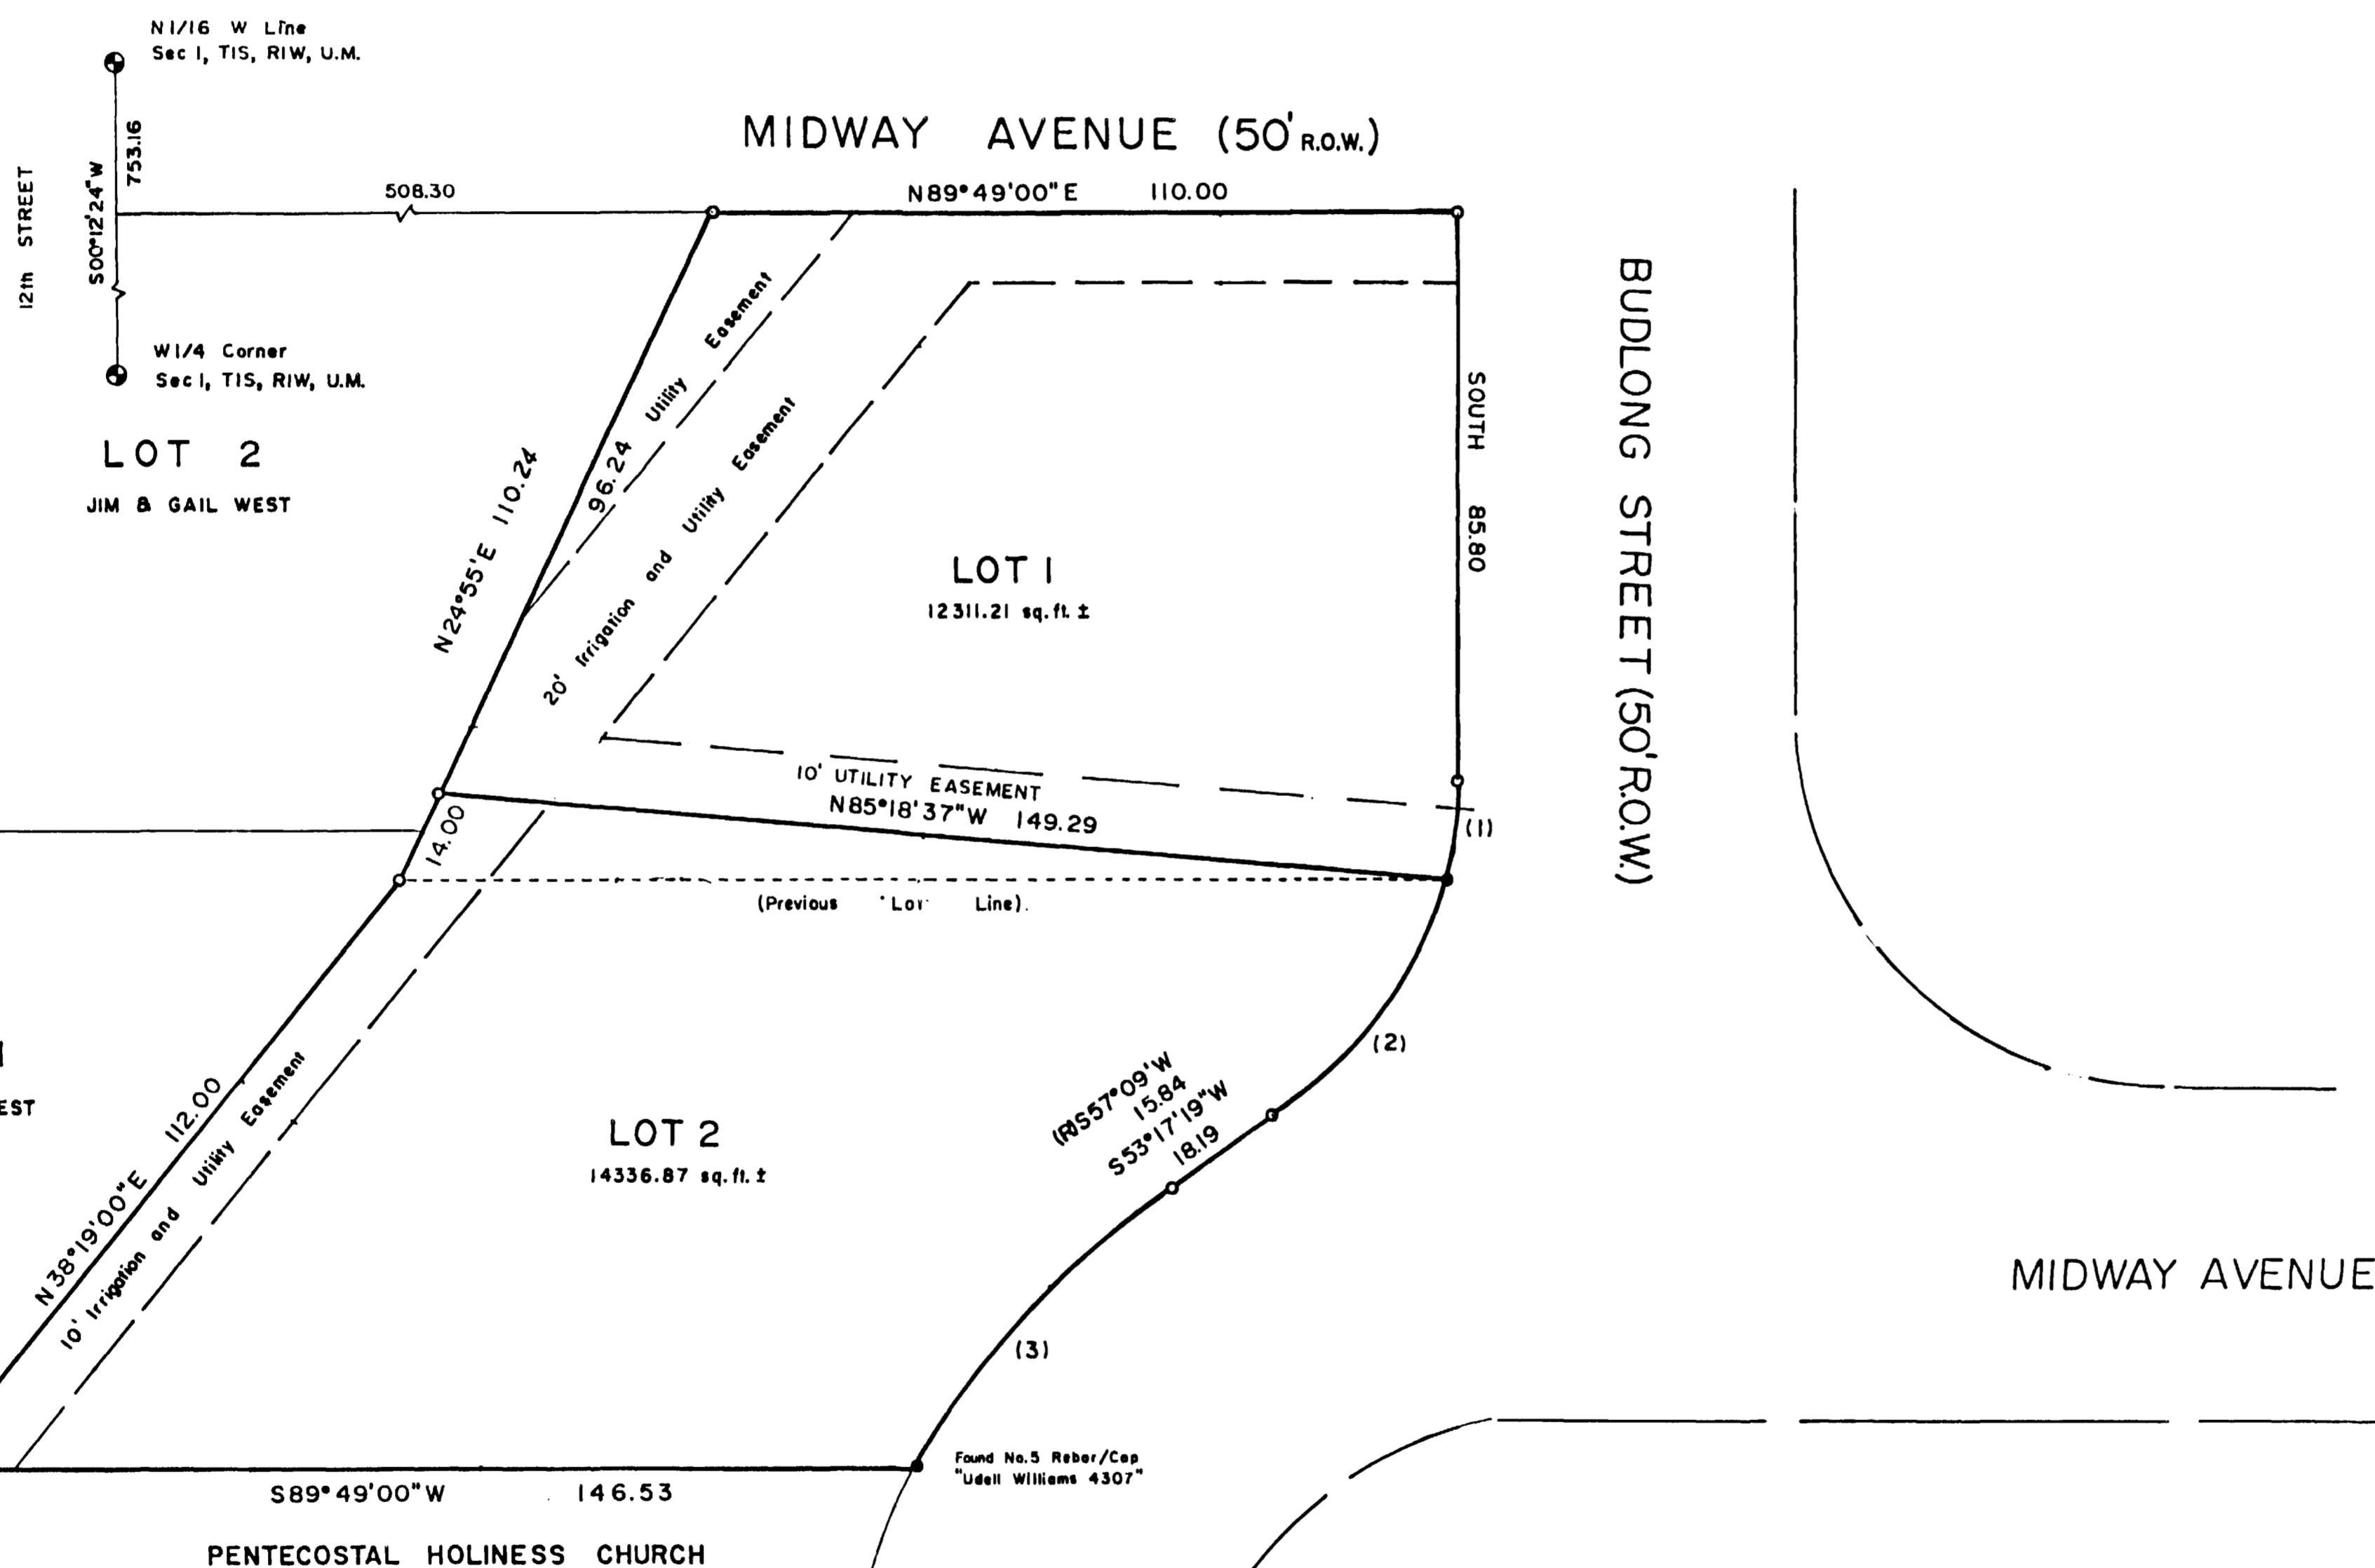 N1/16 W Line
Sec 1, T1S, R1W, U.M.
753.16
S00°12'24"W
12th STREET
W1/4 Corner
Sec 1, T1S, R1W, U.M.
MIDWAY AVENUE (50' R.O.W.)
508.30
N89°49'00"E 110.00
LOT 2
JIM & GAIL WEST
N24°55'E 110.24
96.24
Utility Easement
20' Irrigation and Utility Easement
LOT 1
12311.21 sq.ft. ±
SOUTH 85.80
BUDLONG STREET (50' R.O.W.)
10' UTILITY EASEMENT
N85°18'37"W 149.29
(1)
14.00
(Previous Lot Line).
(2)
EST
112.00
N38°19'00"E
10' Irrigation and Utility Easement
LOT 2
14336.87 sq.ft. ±
(R)S57°09'W
15.84
S53°17'19"W
18.19
MIDWAY AVENUE
(3)
Found No.5 Rebar/Cap
"Udell Williams 4307"
S89°49'00"W 146.53
PENTECOSTAL HOLINESS CHURCH